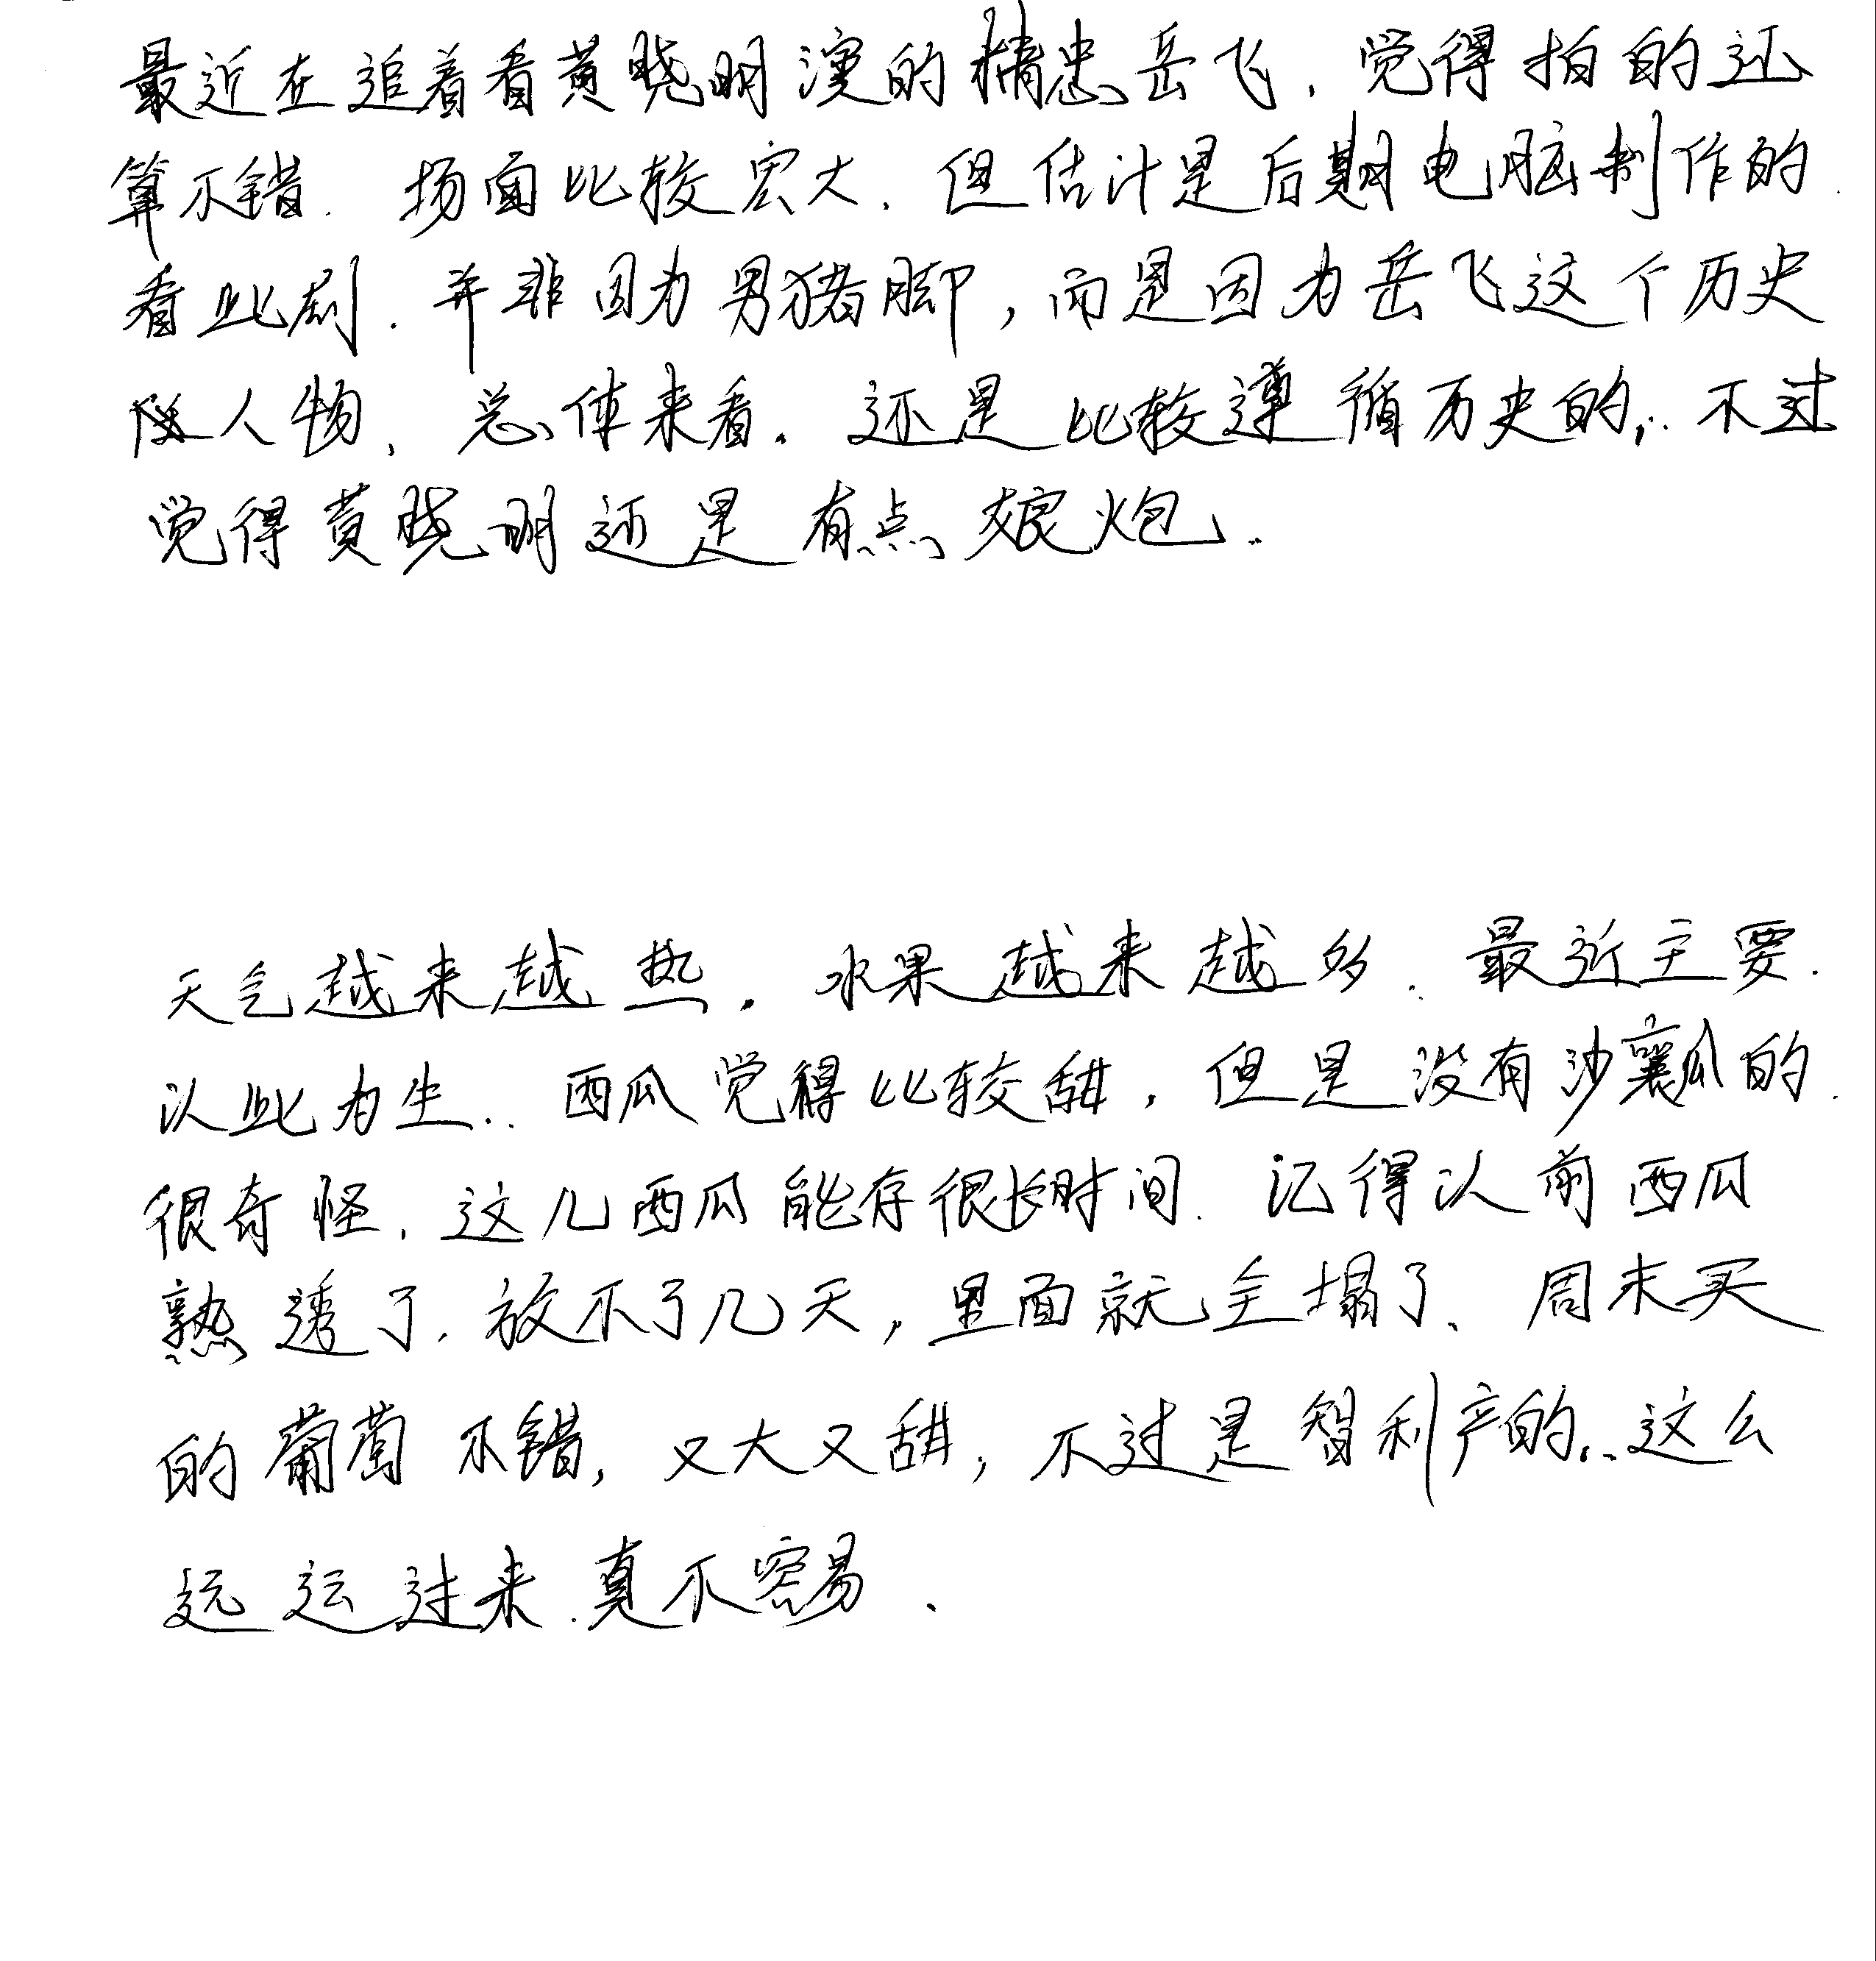 最近在追着看黄晓明演的精忠岳飞，觉得拍的还
算不错.场面比较宏大.但估计是后期电脑制作的.
看此剧.并非因为男猪脚，而是因为岳飞这个历史
人物，总体来看.还是比较遵循历史的，不过
觉得黄晓明还是有点娘炮.
天气越来越热，水果越来越多.最近主要.
以此为生.西瓜觉得比较甜，但是没有沙瓤瓜的.
很奇怪，这儿西瓜能存很长时间.记得以前西瓜
熟透了.放不了几天，里面就全塌了、周末买
的葡萄不错，又大又甜，不过是智利产的.这么
远运过来.真不容易、